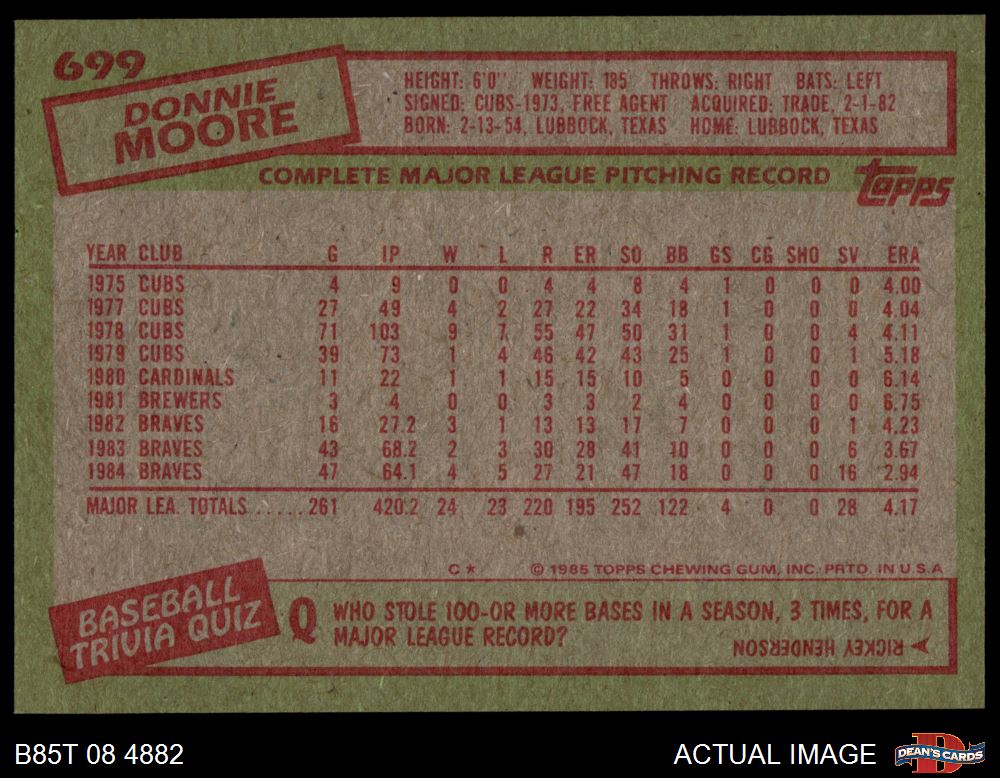 699
DONNIE
MOORE
HEIGHT: 6'0" WEIGHT: 185 THROWS: RIGHT BATS: LEFT
SIGNED: CUBS-1973, FREE AGENT ACQUIRED: TRADE, 2-1-82
BORN: 2-13-54, LUBBOCK, TEXAS HOME: LUBBOCK, TEXAS
COMPLETE MAJOR LEAGUE PITCHING RECORD
topps
YEAR CLUB G IP W L R ER SO BB GS CG SHO SV ERA
1975 CUBS 4 9 0 0 4 4 8 4 1 0 0 0 4.00
1977 CUBS 27 49 4 2 27 22 34 18 1 0 0 0 4.04
1978 CUBS 71 103 9 7 55 47 50 31 1 0 0 4 4.11
1979 CUBS 39 73 1 4 46 42 43 25 1 0 0 1 5.18
1980 CARDINALS 11 22 1 1 15 15 10 5 0 0 0 0 6.14
1981 BREWERS 3 4 0 0 3 3 2 4 0 0 0 0 6.75
1982 BRAVES 16 27.2 3 1 13 13 17 7 0 0 0 1 4.23
1983 BRAVES 43 68.2 2 3 30 28 41 10 0 0 0 6 3.67
1984 BRAVES 47 64.1 4 5 27 21 47 18 0 0 0 16 2.94
MAJOR LEA. TOTALS ..... 261 420.2 24 23 220 195 252 122 4 0 0 28 4.17
C* © 1985 TOPPS CHEWING GUM, INC. PRTD. IN U.S.A
BASEBALL
TRIVIA QUIZ
Q WHO STOLE 100-OR MORE BASES IN A SEASON, 3 TIMES, FOR A
MAJOR LEAGUE RECORD?
RICKEY HENDERSON
B85T 08 4882
ACTUAL IMAGE
DEAN'S CARDS